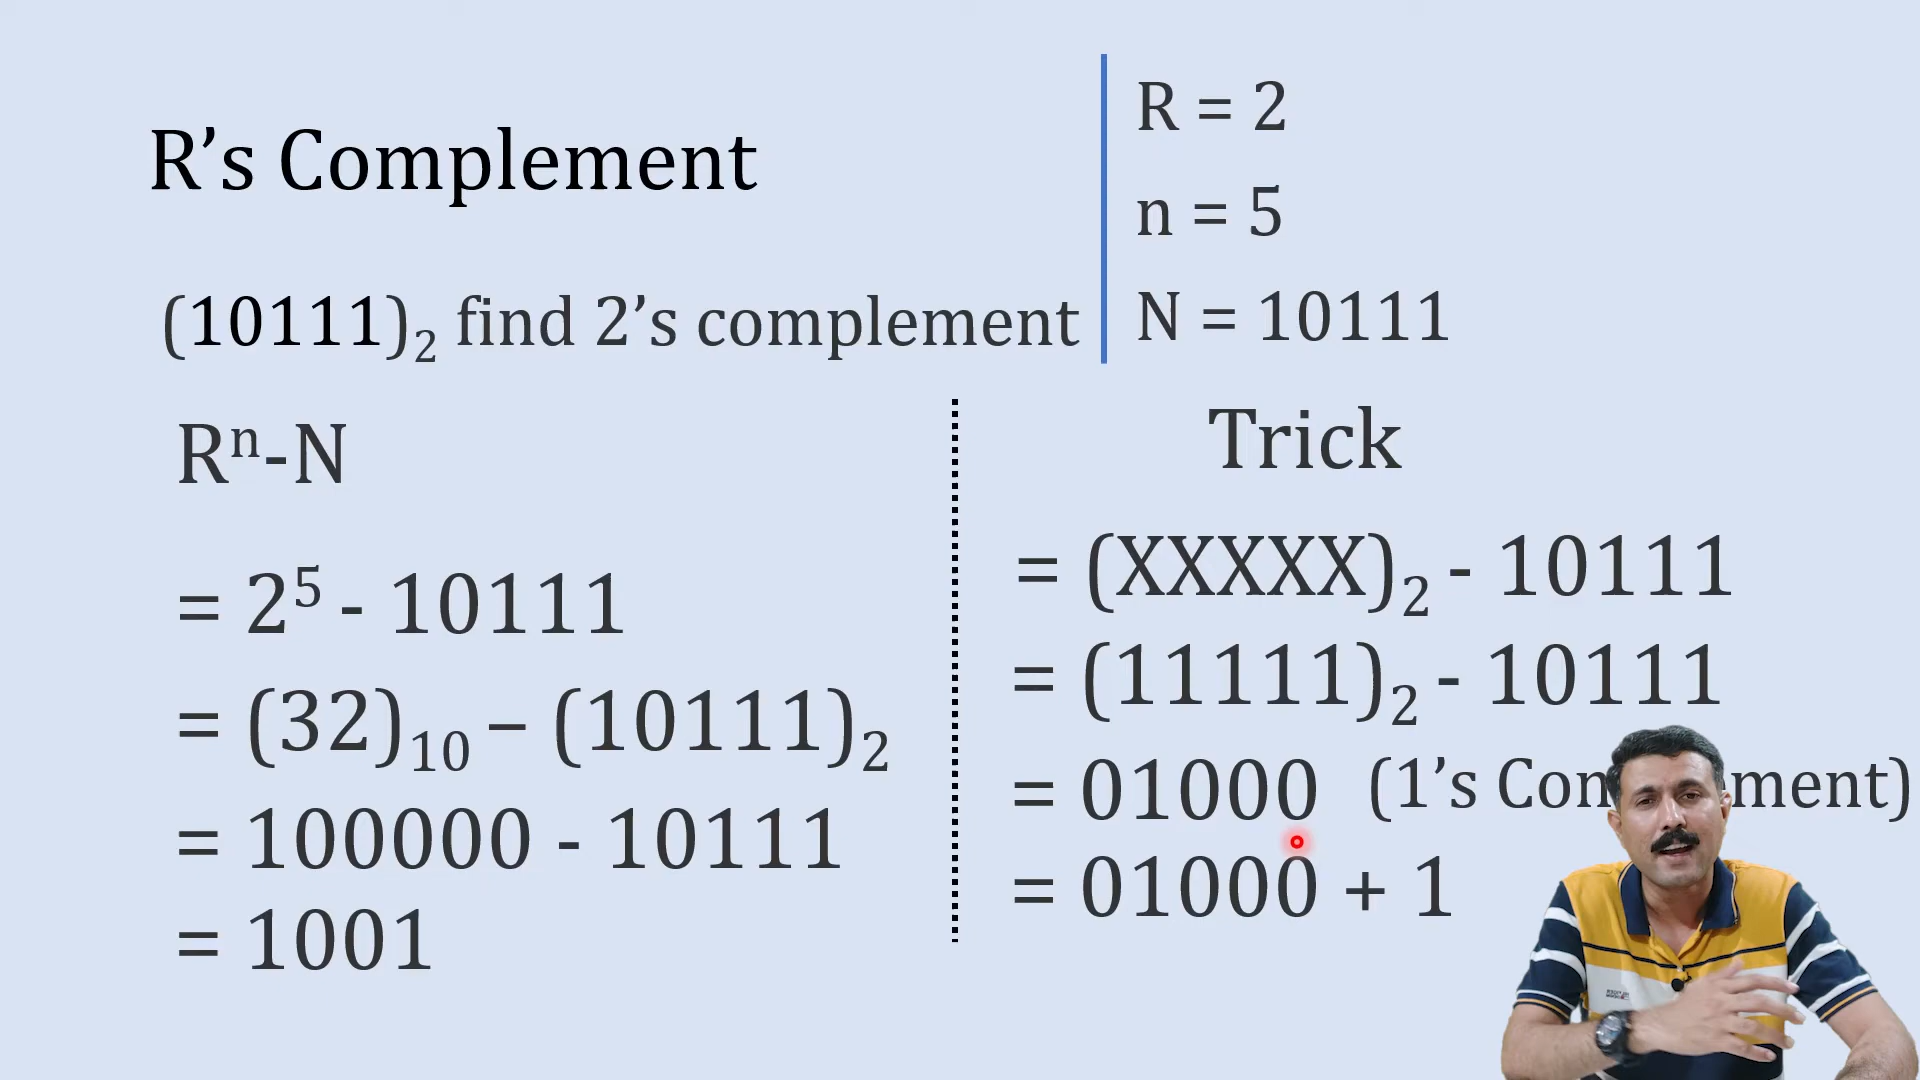 R’s Complement
(10111)₂ find 2’s complement
R = 2
n = 5
N = 10111
Rⁿ-N
= 2⁵ - 10111
= (32)₁₀ – (10111)₂
= 100000 - 10111
= 1001
Trick
= (XXXXX)₂ - 10111
= (11111)₂ - 10111
= 01000 (1’s
= 01000 + 1